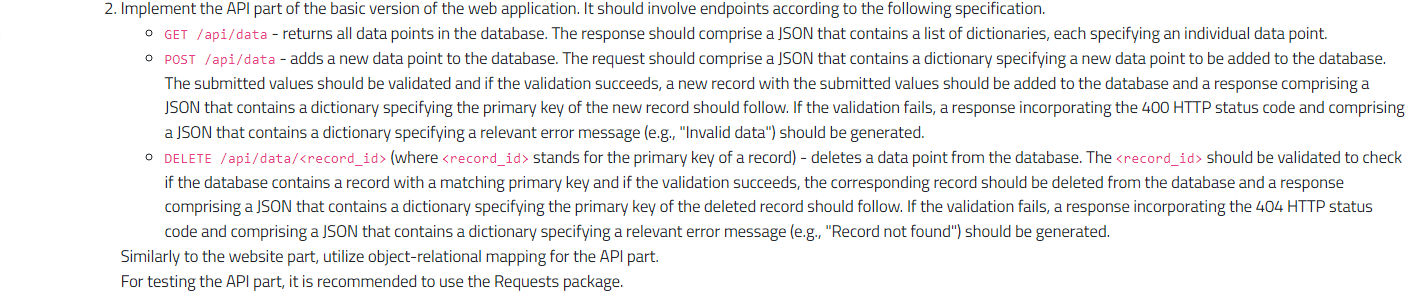 2. Implement the API part of the basic version of the web application. It should involve endpoints according to the following specification.
GET /api/data - returns all data points in the database. The response should comprise a JSON that contains a list of dictionaries, each specifying an individual data point.
POST /api/data - adds a new data point to the database. The request should comprise a JSON that contains a dictionary specifying a new data point to be added to the database.
The submitted values should be validated and if the validation succeeds, a new record with the submitted values should be added to the database and a response comprising a
JSON that contains a dictionary specifying the primary key of the new record should follow. If the validation fails, a response incorporating the 400 HTTP status code and comprising
a JSON that contains a dictionary specifying a relevant error message (e.g., "Invalid data") should be generated.
DELETE /api/data/<record_id> (where <record_id> stands for the primary key of a record) - deletes a data point from the database. The <record_id> should be validated to check
if the database contains a record with a matching primary key and if the validation succeeds, the corresponding record should be deleted from the database and a response
comprising a JSON that contains a dictionary specifying the primary key of the deleted record should follow. If the validation fails, a response incorporating the 404 HTTP status
code and comprising a JSON that contains a dictionary specifying a relevant error message (e.g., "Record not found") should be generated.
Similarly to the website part, utilize object-relational mapping for the API part.
For testing the API part, it is recommended to use the Requests package.